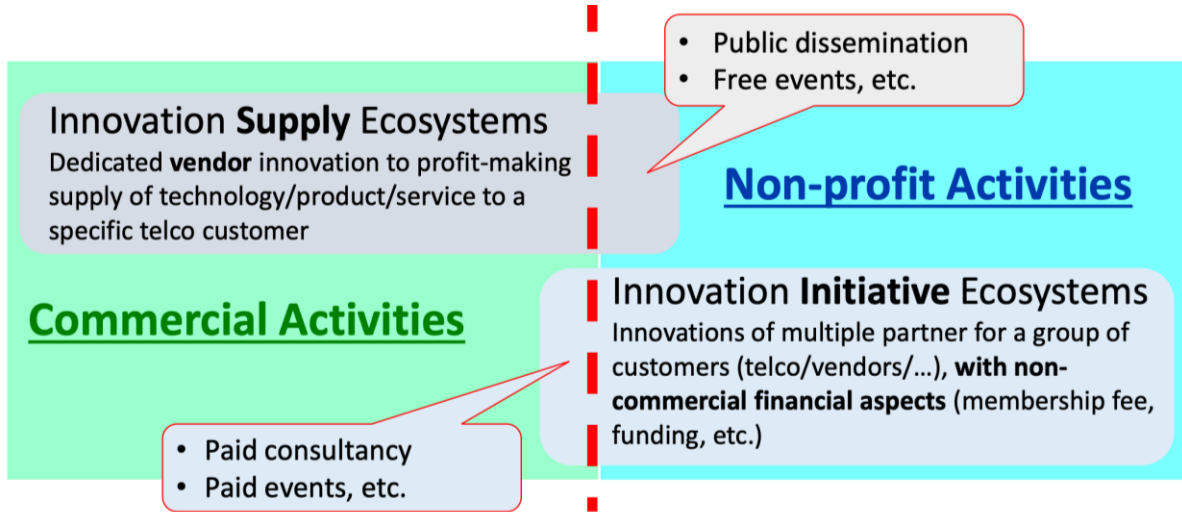 • Public dissemination
• Free events, etc.
Innovation Supply Ecosystems
Dedicated vendor innovation to profit-making
supply of technology/product/service to a
specific telco customer
Non-profit Activities
Commercial Activities
Innovation Initiative Ecosystems
Innovations of multiple partner for a group of
customers (telco/vendors/...), with non-
commercial financial aspects (membership fee,
funding, etc.)
• Paid consultancy
• Paid events, etc.